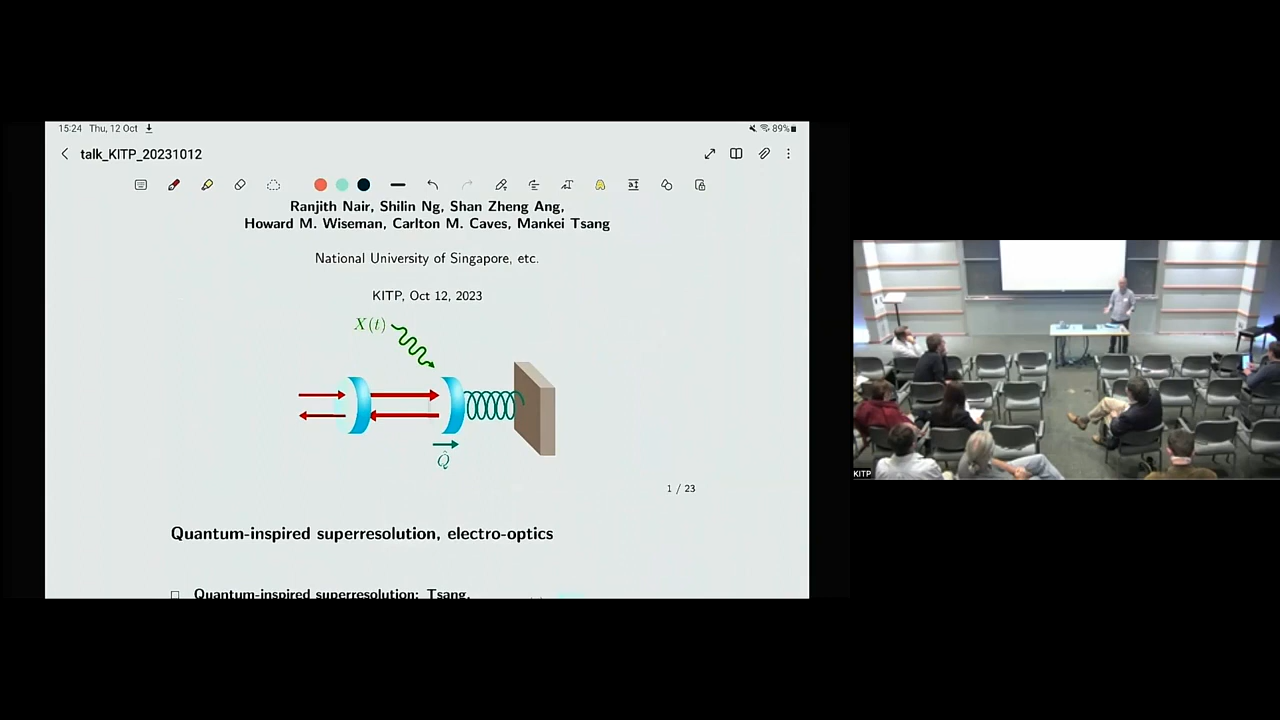 15:24 Thu, 12 Oct
89%
talk_KITP_20231012
Ranjith Nair, Shilin Ng, Shan Zheng Ang,
Howard M. Wiseman, Carlton M. Caves, Mankei Tsang
National University of Singapore, etc.
KITP, Oct 12, 2023
X(t)
Q̂
1 / 23
Quantum-inspired superresolution, electro-optics
Quantum-inspired superresolution: Tsang,
KITP